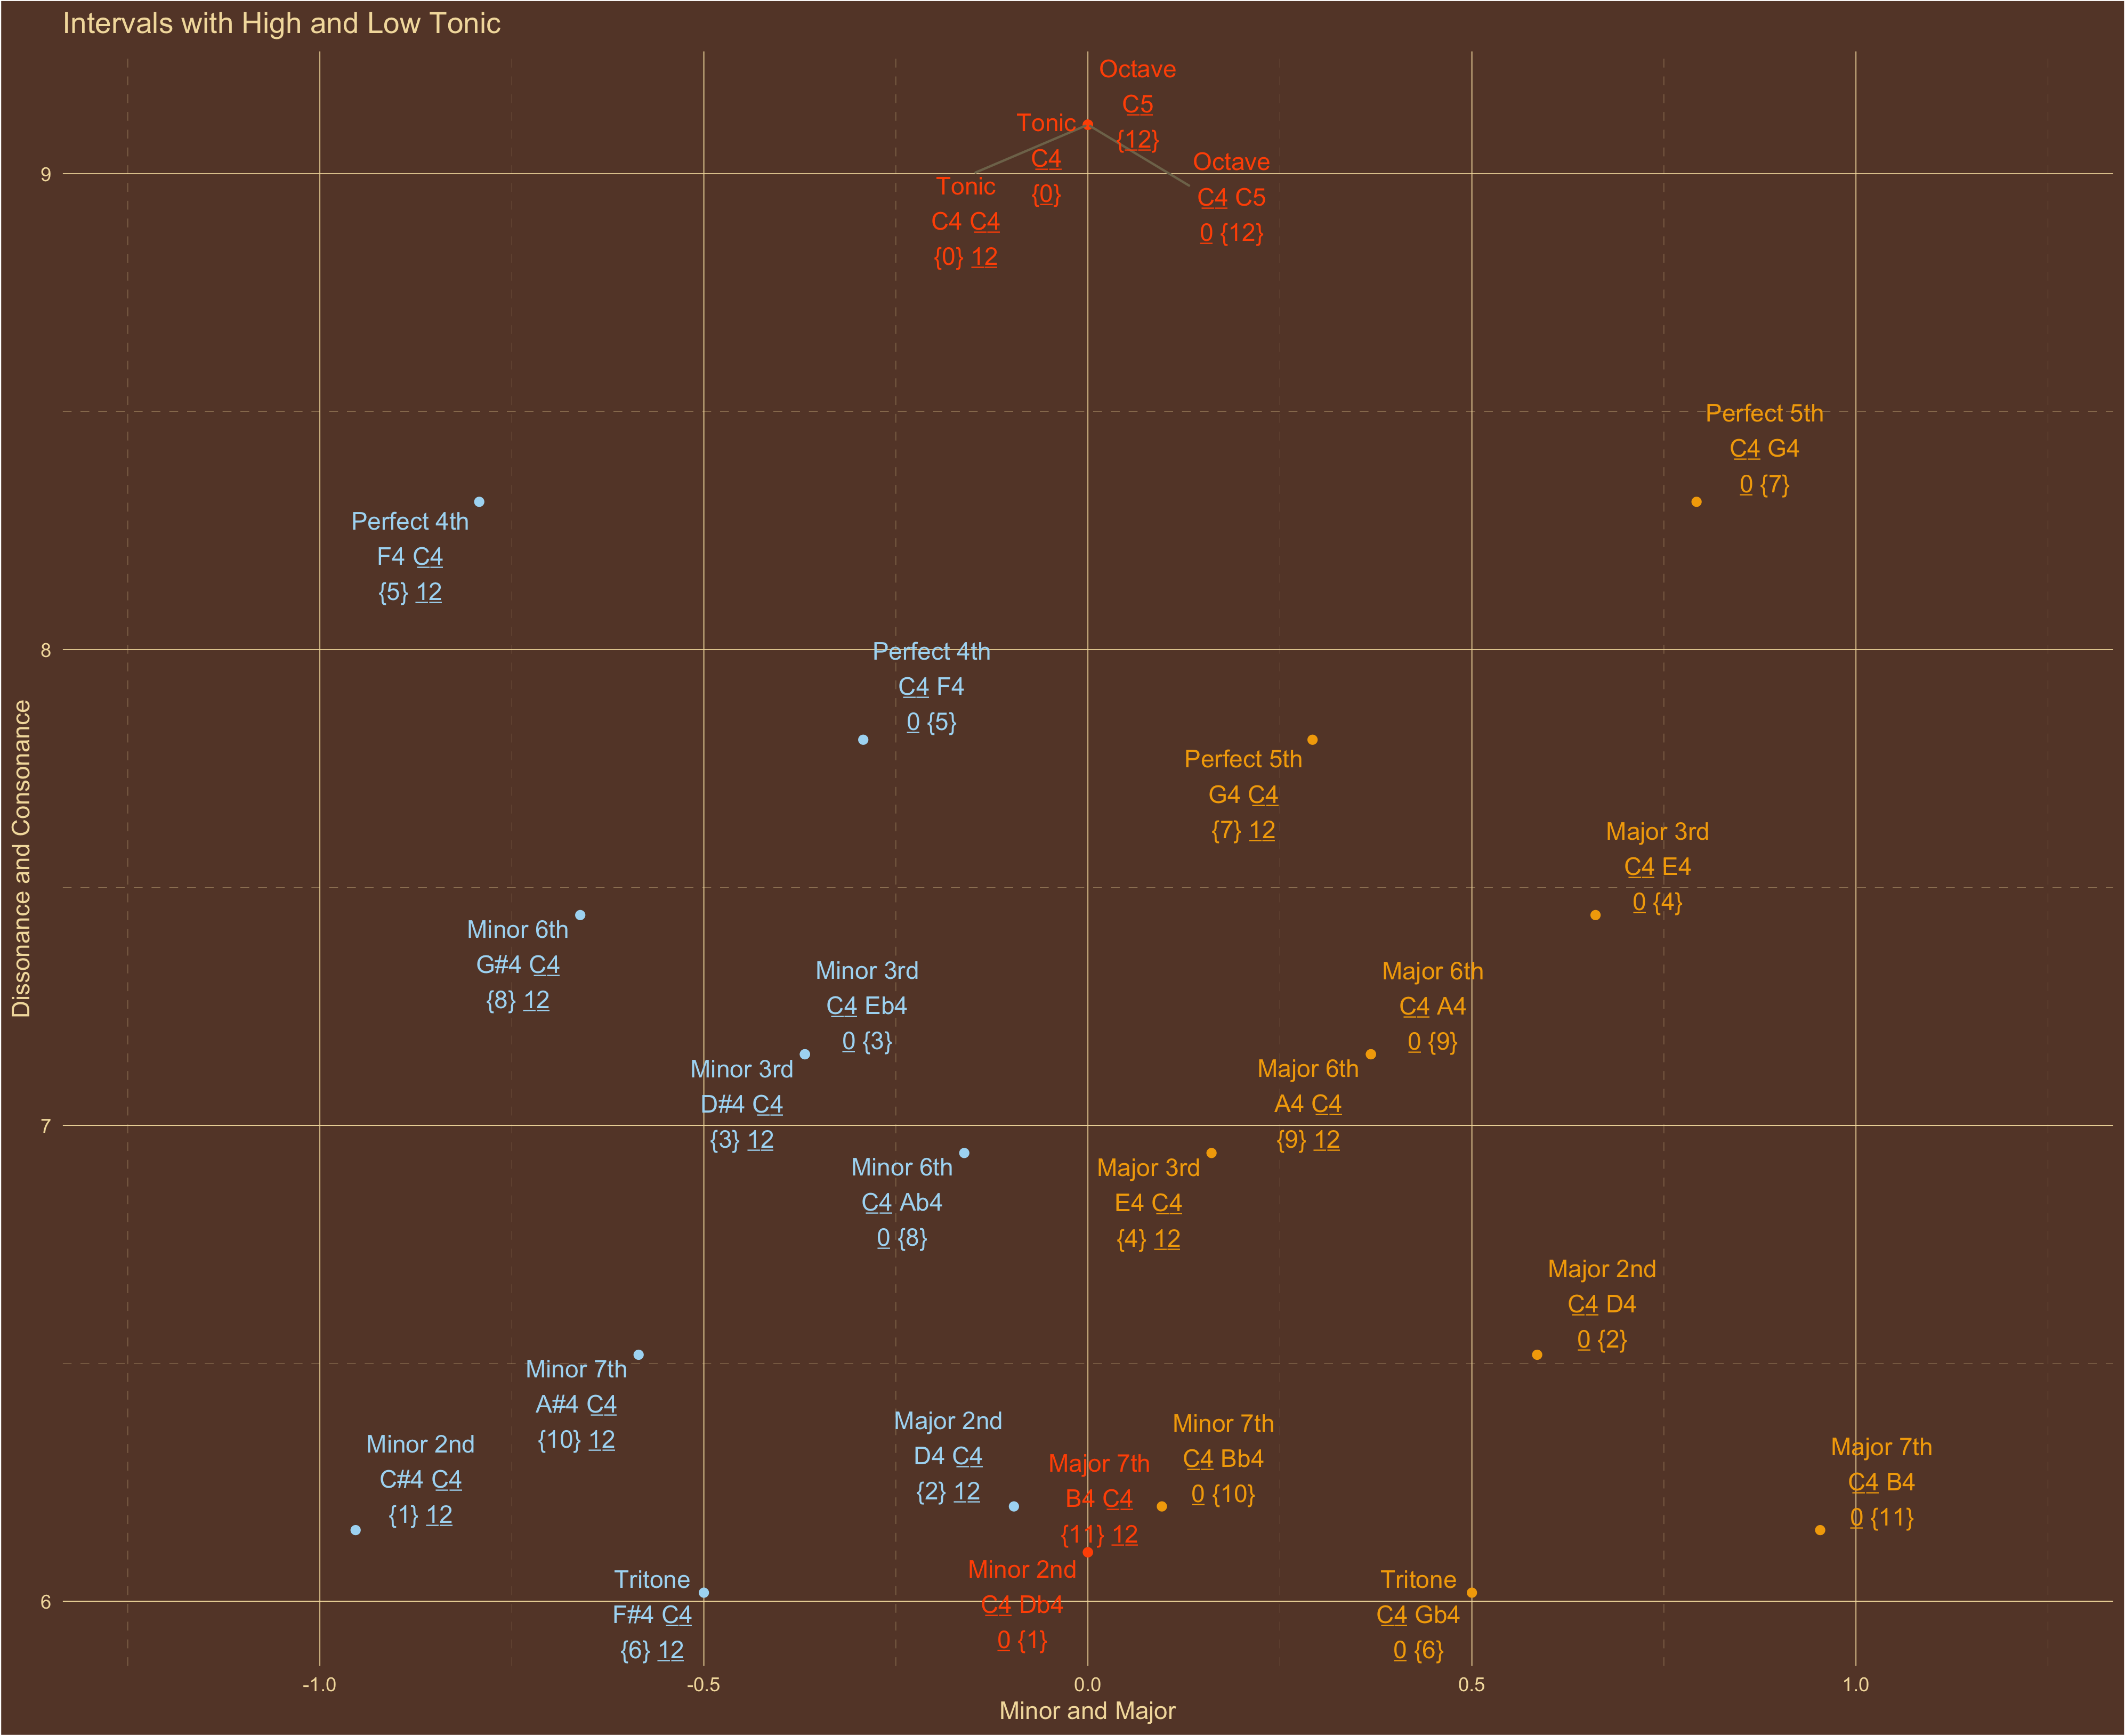 Intervals with High and Low Tonic
Octave
C5
{12}
Tonic
C4
{0}
Tonic
C4 C4
{0} 12
Octave
C4 C5
0 {12}
9
Perfect 5th
C4 G4
0 {7}
Perfect 4th
F4 C4
{5} 12
8
Perfect 4th
C4 F4
0 {5}
Perfect 5th
G4 C4
{7} 12
Major 3rd
C4 E4
0 {4}
Minor 6th
G#4 C4
{8} 12
Minor 3rd
C4 Eb4
0 {3}
Major 6th
C4 A4
0 {9}
Minor 3rd
D#4 C4
{3} 12
Major 6th
A4 C4
{9} 12
7
Minor 6th
C4 Ab4
0 {8}
Major 3rd
E4 C4
{4} 12
Major 2nd
C4 D4
0 {2}
Minor 7th
A#4 C4
{10} 12
Minor 2nd
C#4 C4
{1} 12
Major 2nd
D4 C4
{2} 12
Major 7th
B4 C4
{11} 12
Minor 7th
C4 Bb4
0 {10}
Major 7th
C4 B4
0 {11}
6
Tritone
F#4 C4
{6} 12
Minor 2nd
C4 Db4
0 {1}
Tritone
C4 Gb4
0 {6}
-1.0
-0.5
0.0
0.5
1.0
Minor and Major
Dissonance and Consonance